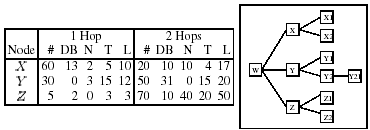 1 Hop 2 Hops
Node # DB N T L # DB N T L
X 60 13 2 5 10 20 10 10 4 17
Y 30 0 3 15 12 50 31 0 15 20
Z 5 2 0 3 3 70 10 40 20 50
X1
X
X2
Y1
W Y
Y2 Y21
Z1
Z
Z2